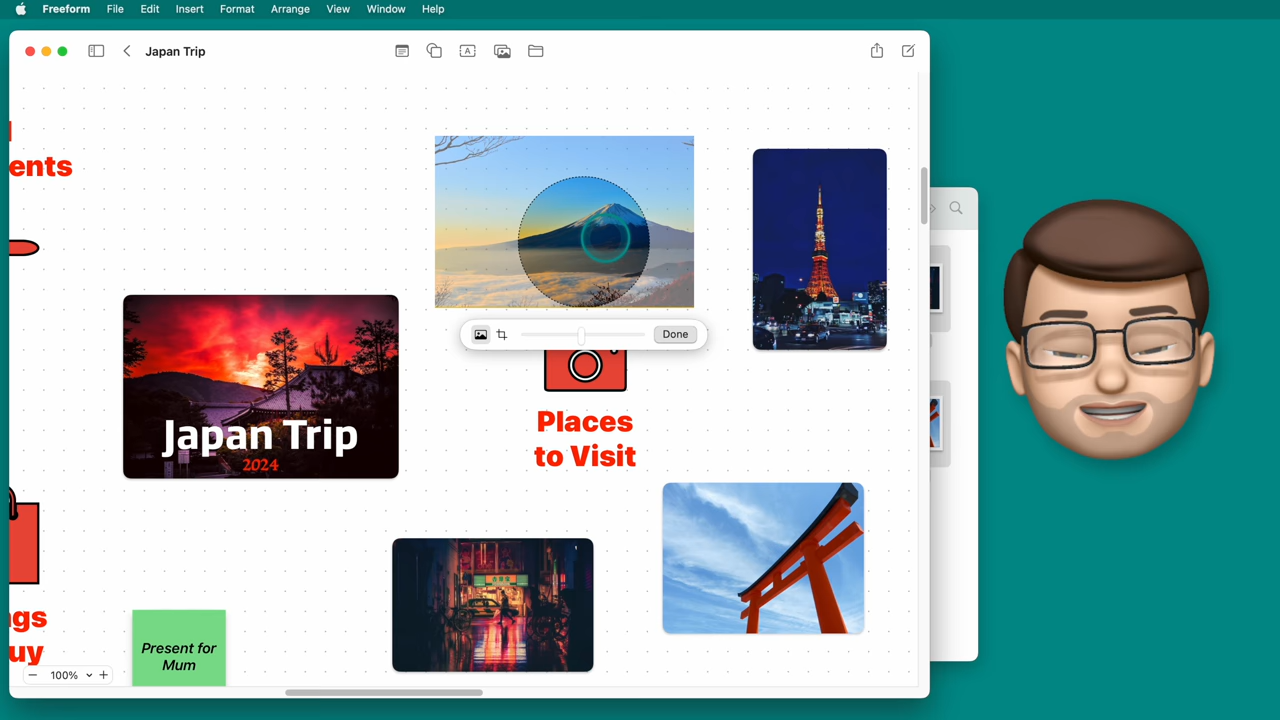 Freeform File Edit Insert Format Arrange View Window Help
Japan Trip
ents
Done
Japan Trip
2024
Places
to Visit
ngs
uy
Present for
Mum
100%